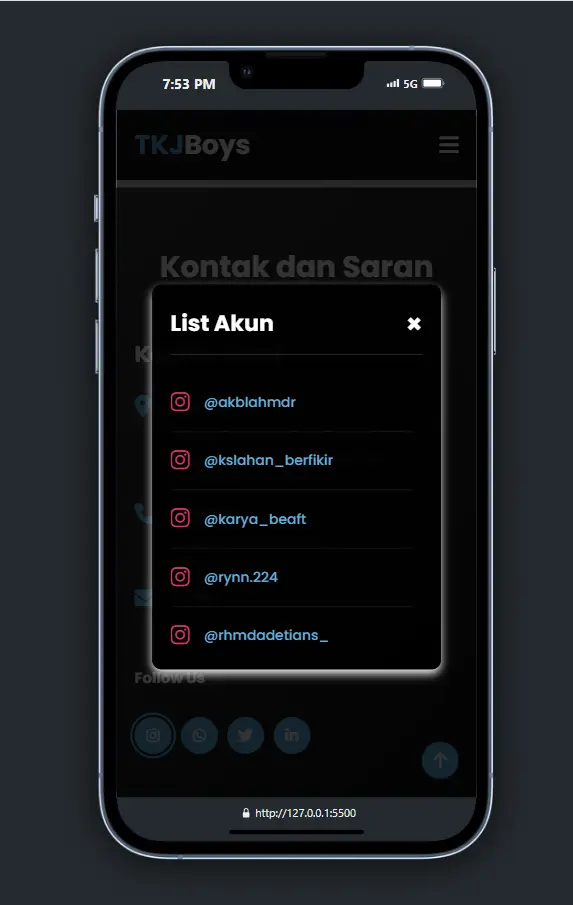 7:53 PM
5G
TKJBoys
Kontak dan Saran
List Akun
@akblahmdr
@kslahan_berfikir
@karya_beaft
@rynn.224
@rhmdadetians_
Follow Us
http://127.0.0.1:5500